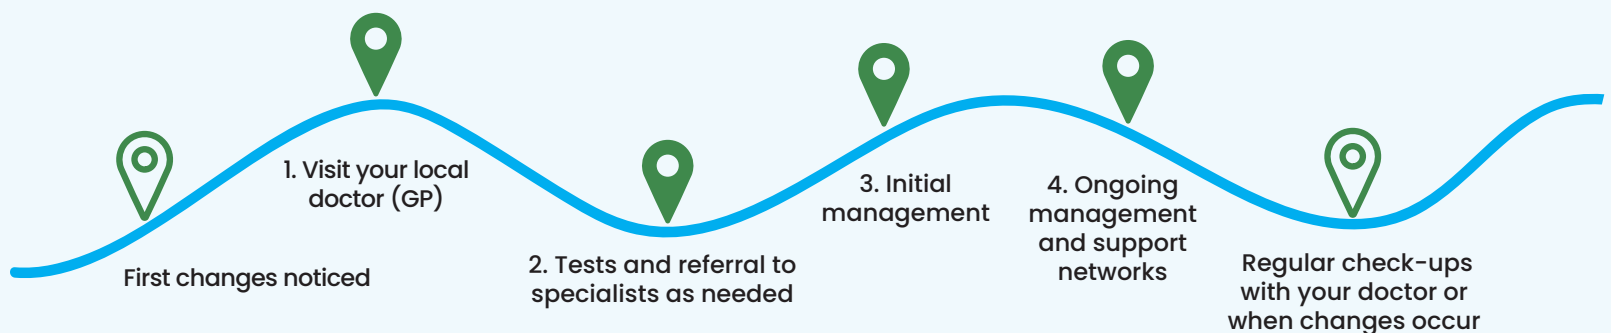 First changes noticed
1. Visit your local
doctor (GP)
2. Tests and referral to
specialists as needed
3. Initial
management
4. Ongoing
management
and support
networks
Regular check-ups
with your doctor or
when changes occur